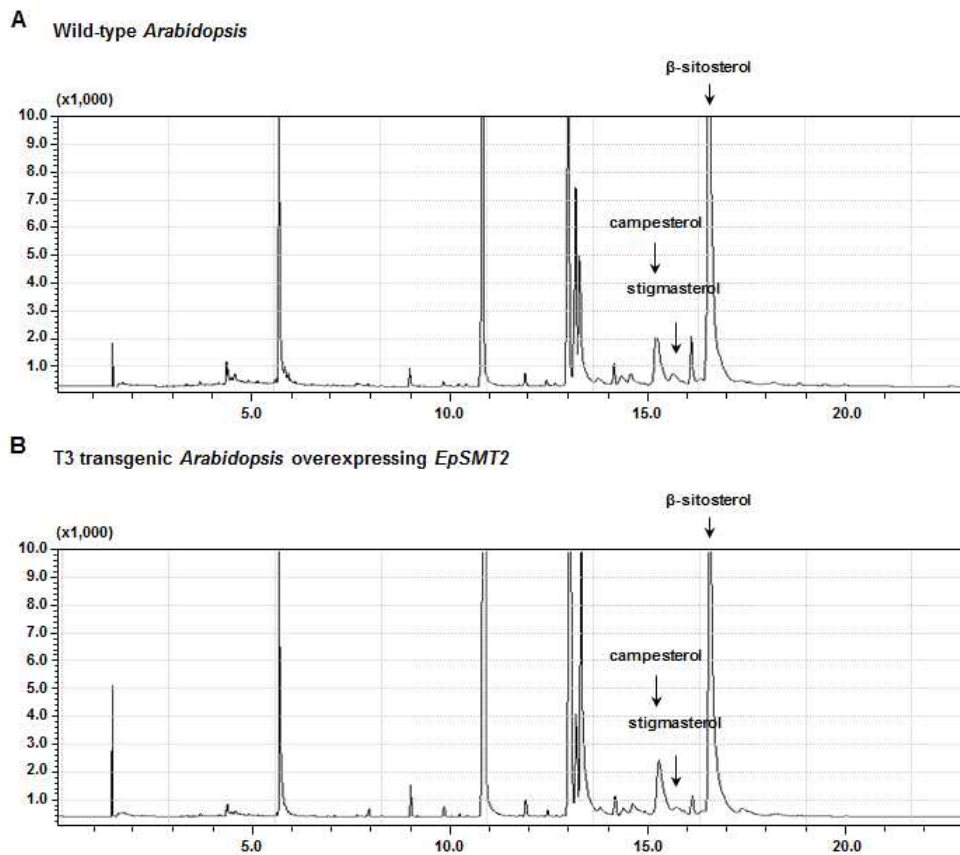 A
Wild-type Arabidopsis
β-sitosterol
(x1,000)
10.0
9.0
8.0
7.0
6.0
5.0
4.0
3.0
2.0
1.0
campesterol
stigmasterol
5.0 10.0 15.0 20.0
B
T3 transgenic Arabidopsis overexpressing EpSMT2
β-sitosterol
(x1,000)
10.0
9.0
8.0
7.0
6.0
5.0
4.0
3.0
2.0
1.0
campesterol
stigmasterol
5.0 10.0 15.0 20.0